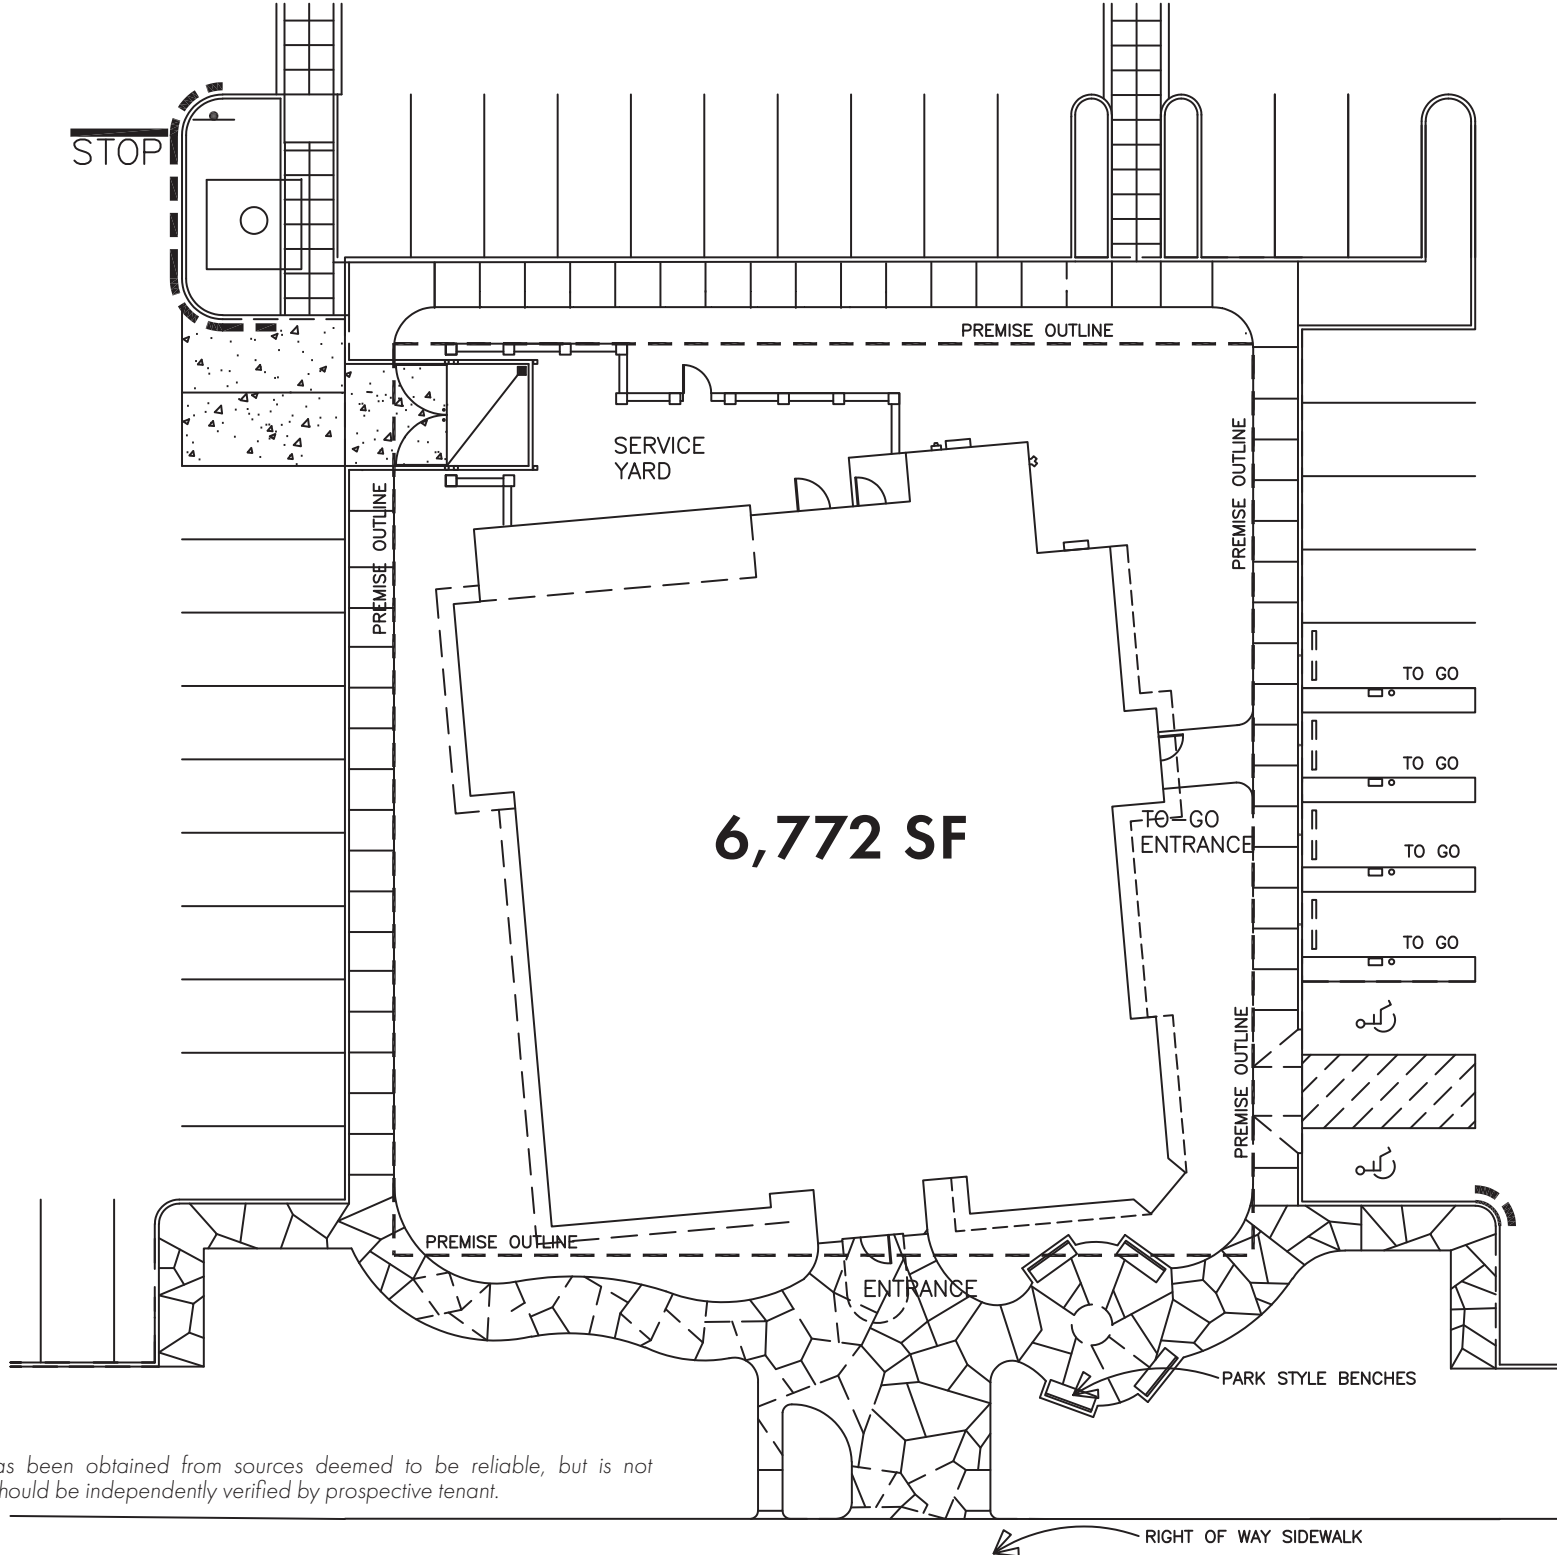 STOP
PREMISE OUTLINE
SERVICE
YARD
PREMISE OUTLINE
PREMISE OUTLINE
TO GO
TO GO
6,772 SF
TO-GO
ENTRANCE
TO GO
TO GO
PREMISE OUTLINE
PREMISE OUTLINE
ENTRANCE
PARK STYLE BENCHES
been obtained from sources deemed to be reliable, but is not
should be independently verified by prospective tenant.
RIGHT OF WAY SIDEWALK